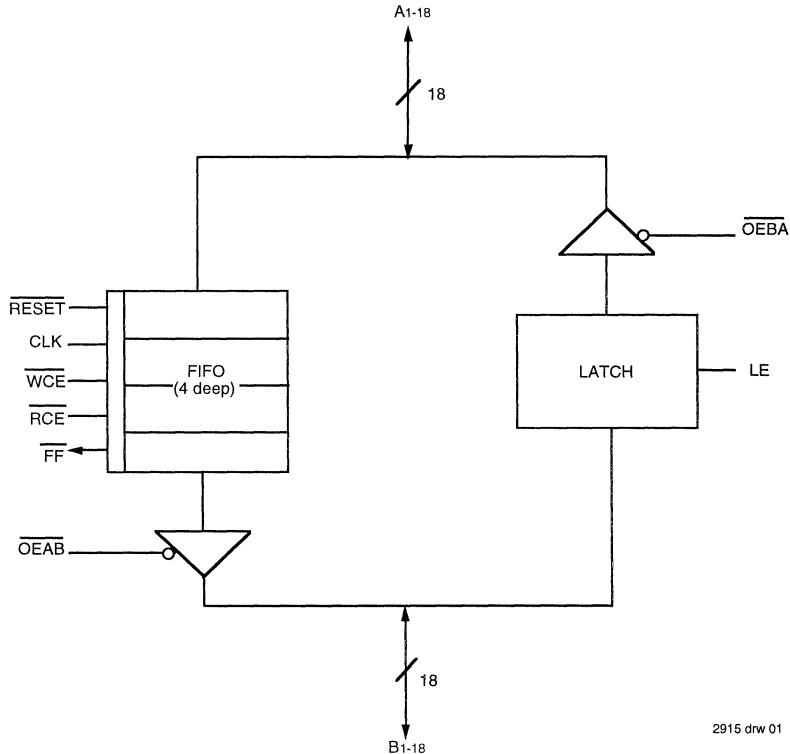 A1-18
18
OEBA
RESET
CLK
WCE
RCE
FF
FIFO
(4 deep)
LATCH
LE
OEAB
18
B1-18
2915 drw 01